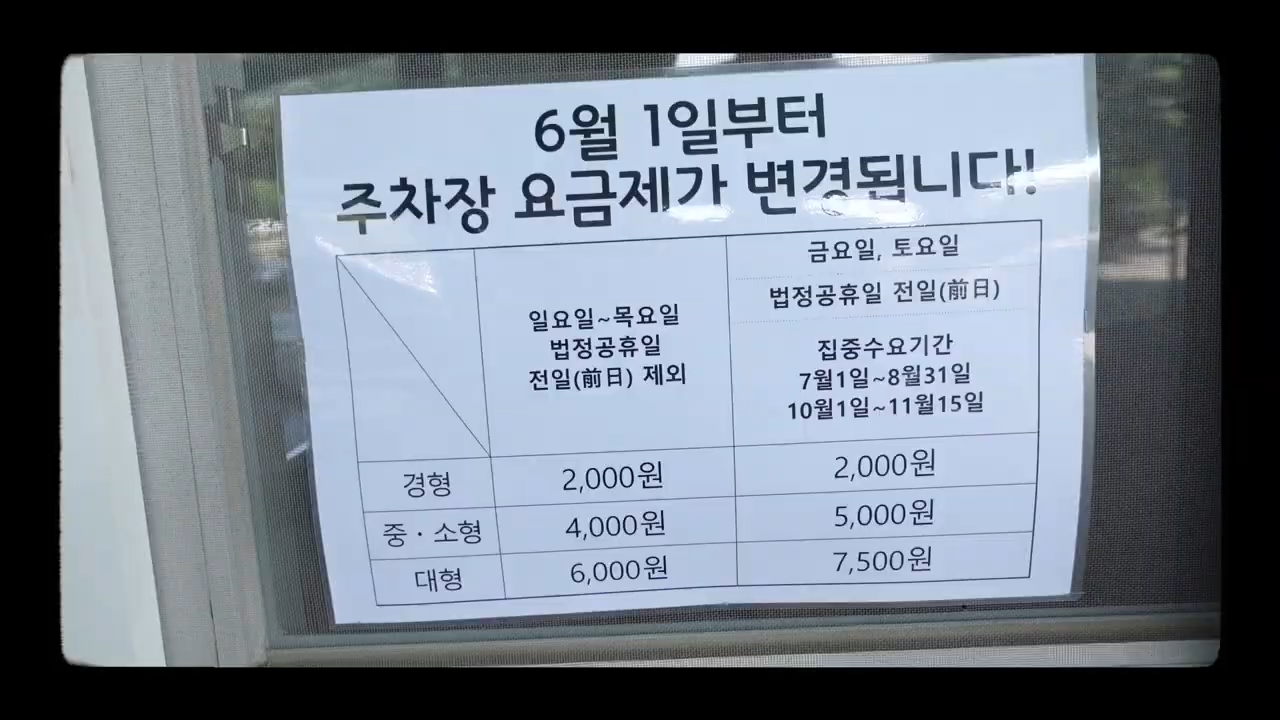 6월 1일부터
주차장 요금제가 변경됩니다!
일요일~목요일
법정공휴일
전일(前日) 제외
금요일, 토요일
법정공휴일 전일(前日)
집중수요기간
7월1일~8월31일
10월1일~11월15일
경형 2,000원 2,000원
중·소형 4,000원 5,000원
대형 6,000원 7,500원